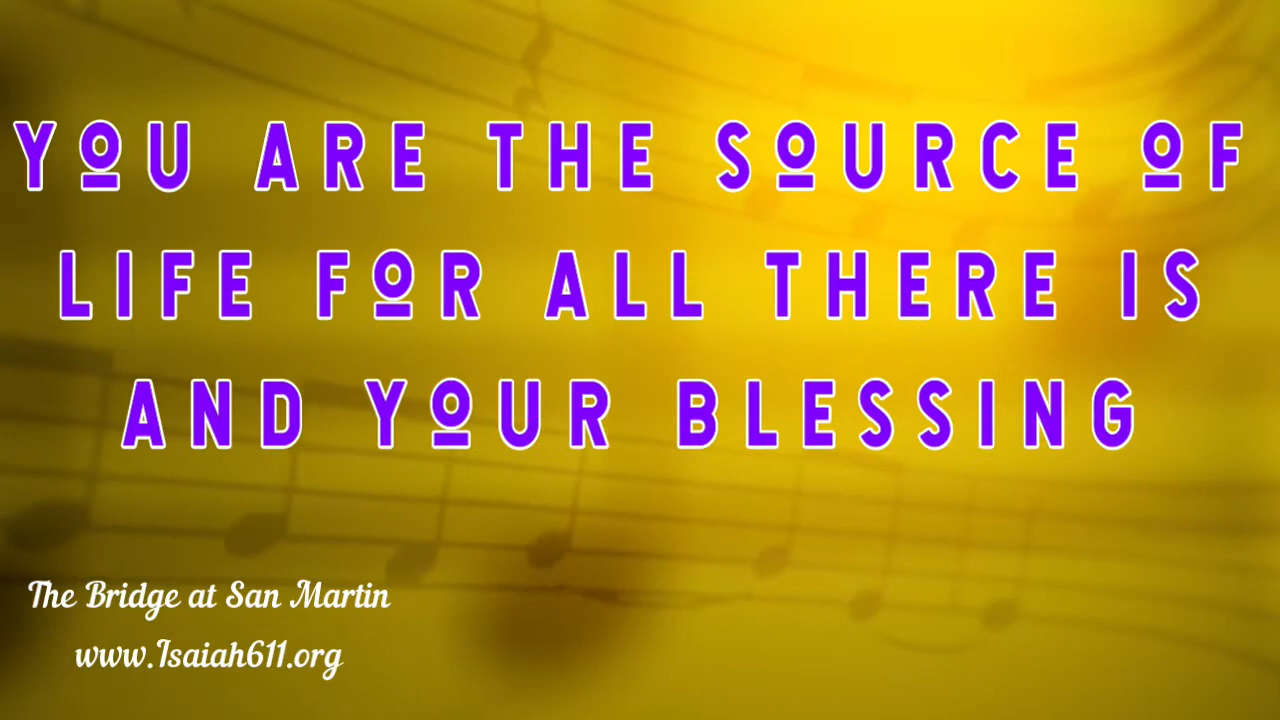 YOU ARE THE SOURCE OF
LIFE FOR ALL THERE IS
AND YOUR BLESSING
The Bridge at San Martin
www.Isaiah611.org